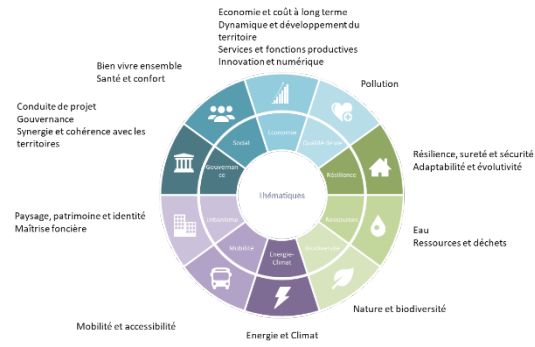 Economie et coût à long terme
Dynamique et développement du
territoire
Services et fonctions productives
Innovation et numérique
Bien vivre ensemble
Santé et confort
Pollution
Conduite de projet
Gouvernance
Synergie et cohérence avec les
territoires
Résilience, sureté et sécurité
Adaptabilité et évolutivité
Social
Economie
Qualité de vie
Gouvernan
ce
Résilience
Thématiques
Paysage, patrimoine et identité
Maîtrise foncière
Urbanisme
Ressources
Eau
Ressources et déchets
Mobilité
Energie-
Climat
Biodiversité
Nature et biodiversité
Mobilité et accessibilité
Energie et Climat